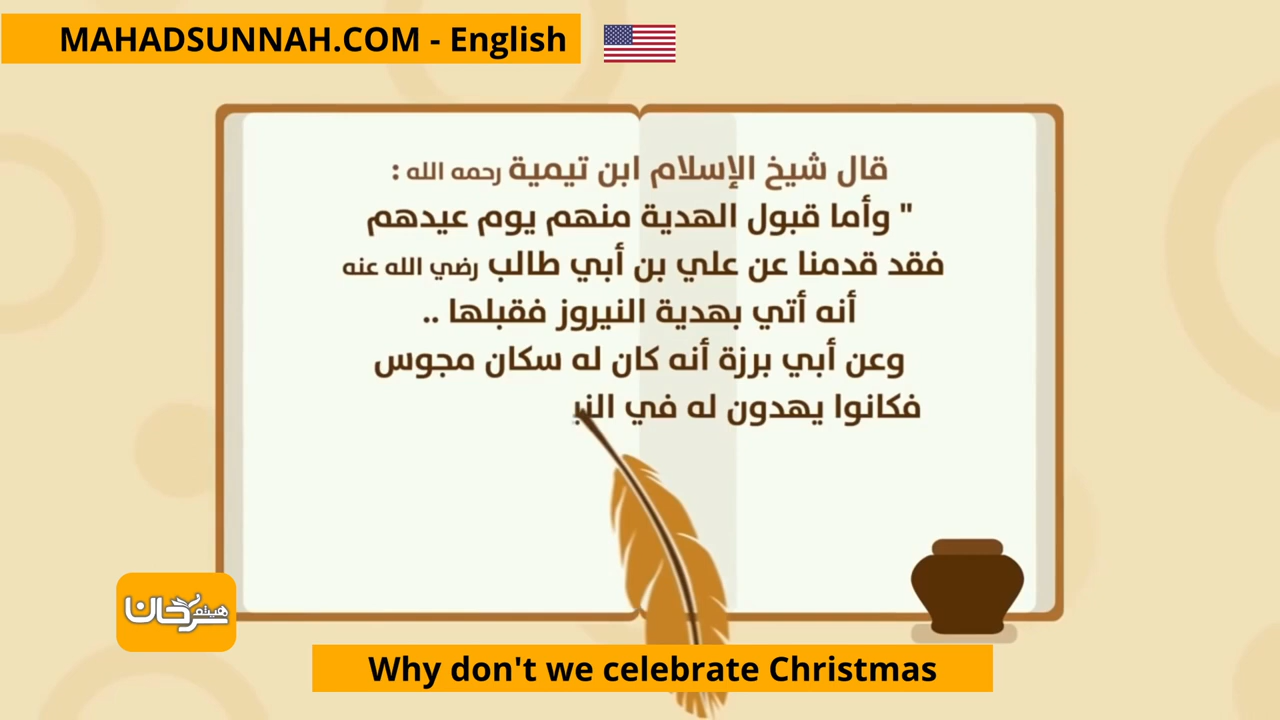 MAHADSUNNAH.COM - English
قال شيخ الإسلام ابن تيمية رحمه الله :
" وأما قبول الهدية منهم يوم عيدهم
فقد قدمنا عن علي بن أبي طالب رضي الله عنه
أنه أتي بهدية النيروز فقبلها ..
وعن أبي برزة أنه كان له سكان مجوس
فكانوا يهدون له في
هيثم سرحان
Why don't we celebrate Christmas